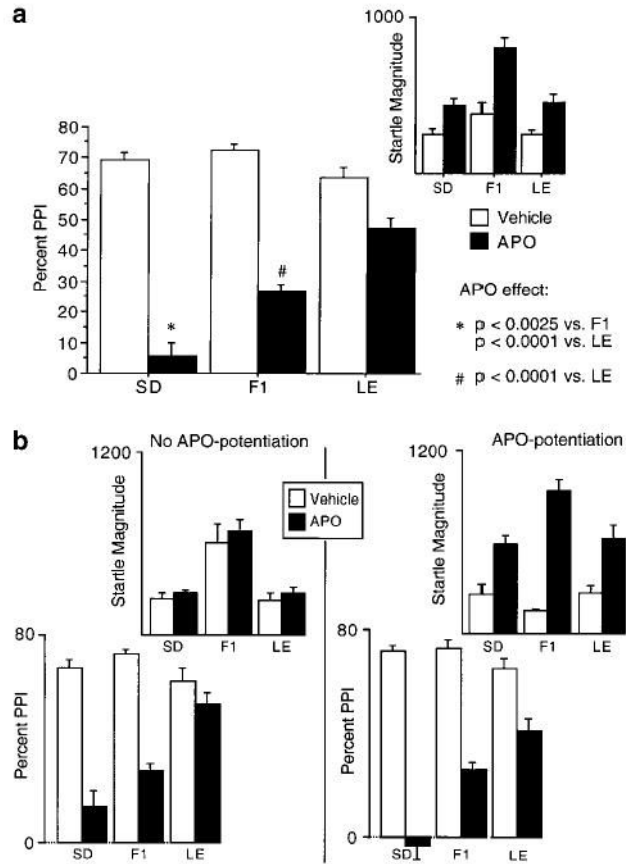 a
1000
Startle Magnitude
SD F1 LE
Vehicle
APO
80
70
60
50
40
30
20
10
0
Percent PPI
*
#
SD F1 LE
APO effect:
* p < 0.0025 vs. F1
p < 0.0001 vs. LE
# p < 0.0001 vs. LE
b
No APO-potentiation
1200
Startle Magnitude
SD F1 LE
Vehicle
APO
80
Percent PPI
0
SD F1 LE
APO-potentiation
1200
Startle Magnitude
SD F1 LE
80
Percent PPI
0
SD F1 LE